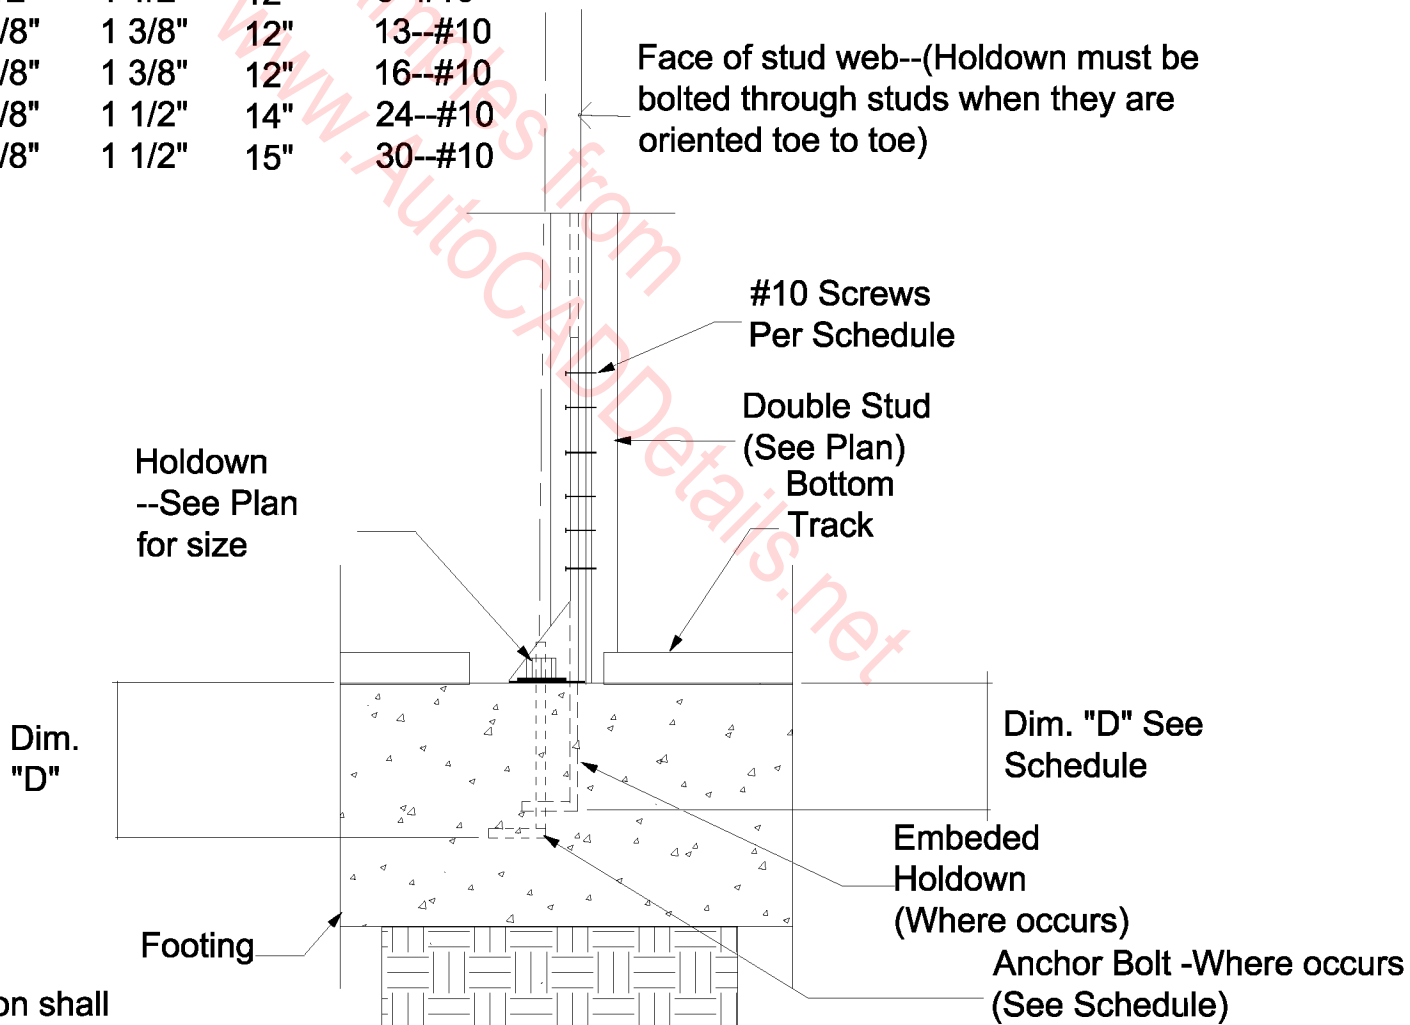 /8" 1 3/8" 12" 13--#10
/8" 1 3/8" 12" 16--#10
/8" 1 1/2" 14" 24--#10
/8" 1 1/2" 15" 30--#10
Face of stud web--(Holdown must be
bolted through studs when they are
oriented toe to toe)
#10 Screws
Per Schedule
Double Stud
(See Plan)
Bottom
Track
Holdown
--See Plan
for size
Dim.
"D"
Dim. "D" See
Schedule
Embeded
Holdown
(Where occurs)
Footing
Anchor Bolt -Where occurs
(See Schedule)
on shall
from
www.AutoCADDetails.net